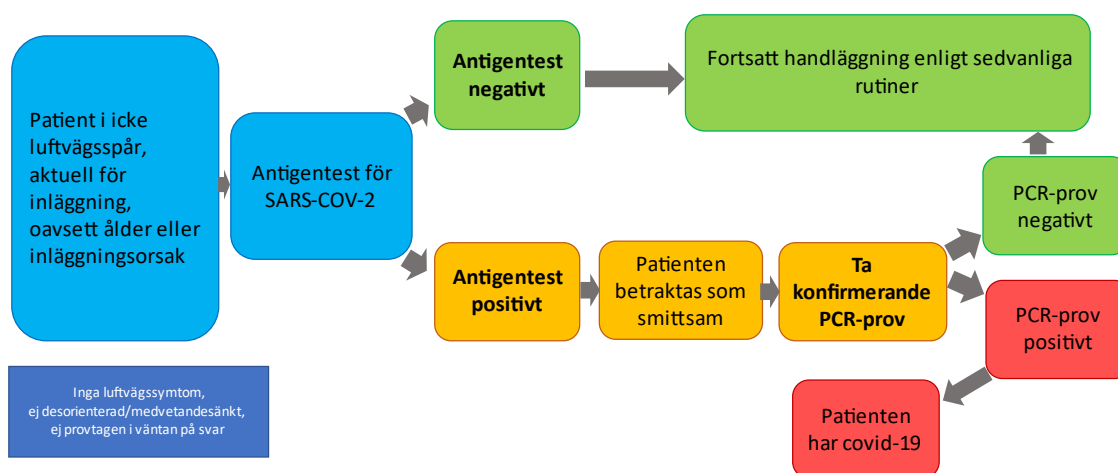 Patient i icke
luftvägsspår,
aktuell för
inläggning,
oavsett ålder eller
inläggningsorsak
Antigentest för
SARS-COV-2
Antigentest
negativt
Fortsatt handläggning enligt sedvanliga
rutiner
Antigentest
positivt
Patienten
betraktas som
smittsam
Ta
konfirmerande
PCR-prov
PCR-prov
negativt
PCR-prov
positivt
Patienten
har covid-19
Inga luftvägssymtom,
ej desorienterad/medvetandesänkt,
ej provtagen i väntan på svar